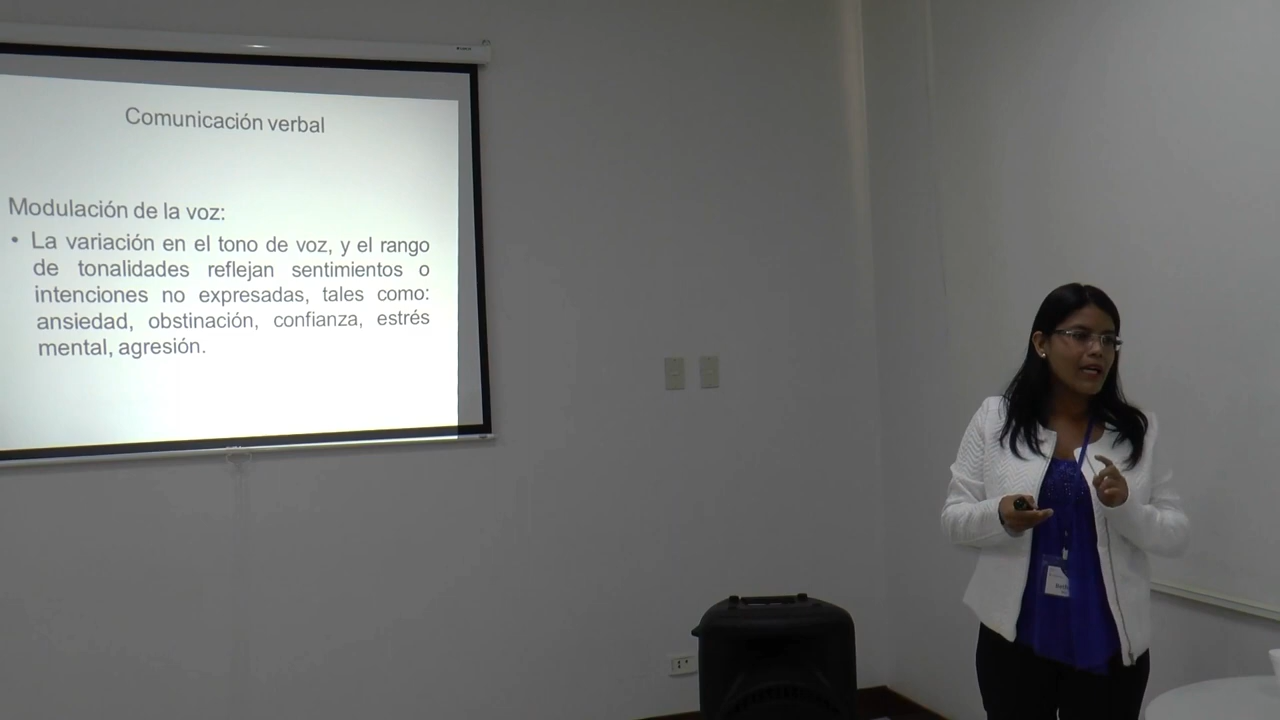 Comunicación verbal
Modulación de la voz:
• La variación en el tono de voz, y el rango
de tonalidades reflejan sentimientos o
intenciones no expresadas, tales como:
ansiedad, obstinación, confianza, estrés
mental, agresión.